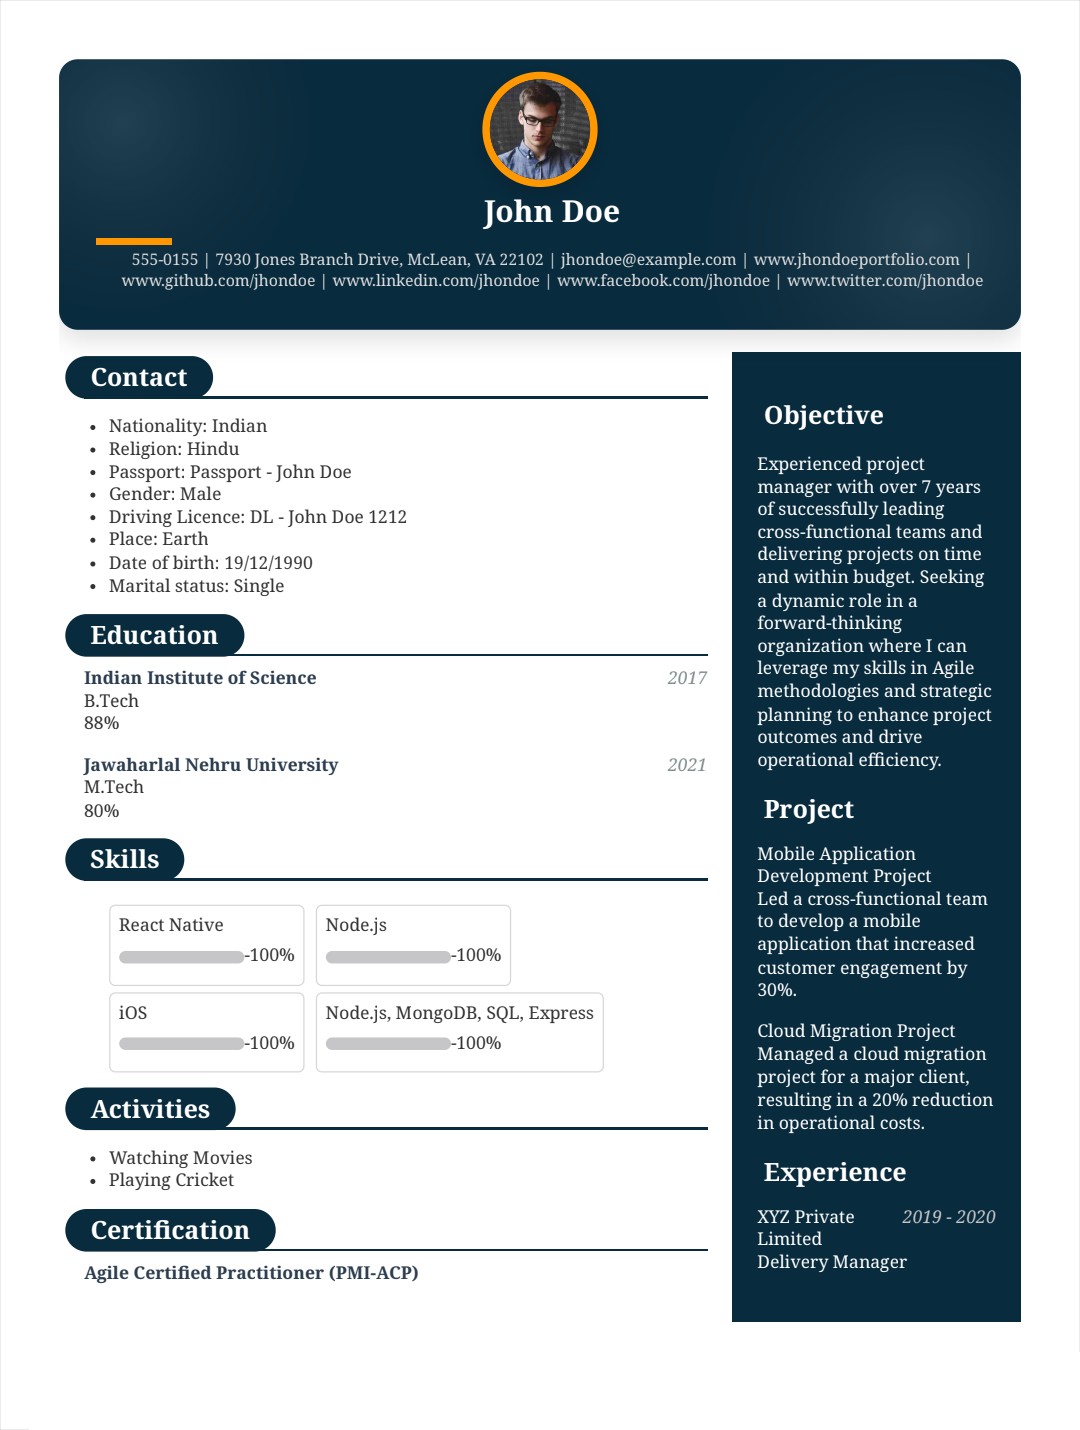 John Doe
555-0155 | 7930 Jones Branch Drive, McLean, VA 22102 | jhondoe@example.com | www.jhondoeportfolio.com |
www.github.com/jhondoe | www.linkedin.com/jhondoe | www.facebook.com/jhondoe | www.twitter.com/jhondoe
Contact
• Nationality: Indian
• Religion: Hindu
• Passport: Passport - John Doe
• Gender: Male
• Driving Licence: DL - John Doe 1212
• Place: Earth
• Date of birth: 19/12/1990
• Marital status: Single
Education
Indian Institute of Science 2017
B.Tech
88%
Jawaharlal Nehru University 2021
M.Tech
80%
Skills
React Native
-100%
Node.js
-100%
iOS
-100%
Node.js, MongoDB, SQL, Express
-100%
Activities
• Watching Movies
• Playing Cricket
Certification
Agile Certified Practitioner (PMI-ACP)
Objective
Experienced project
manager with over 7 years
of successfully leading
cross-functional teams and
delivering projects on time
and within budget. Seeking
a dynamic role in a
forward-thinking
organization where I can
leverage my skills in Agile
methodologies and strategic
planning to enhance project
outcomes and drive
operational efficiency.
Project
Mobile Application
Development Project
Led a cross-functional team
to develop a mobile
application that increased
customer engagement by
30%.
Cloud Migration Project
Managed a cloud migration
project for a major client,
resulting in a 20% reduction
in operational costs.
Experience
XYZ Private 2019 - 2020
Limited
Delivery Manager